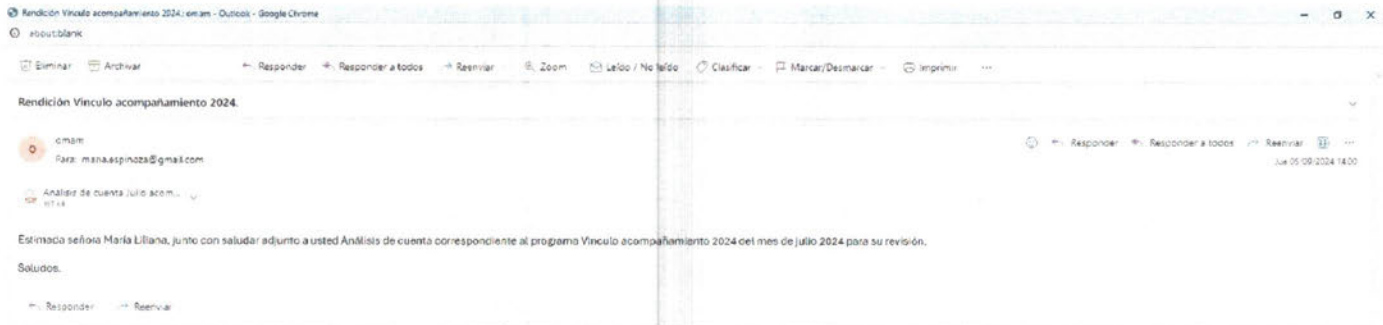 Rendición Vinculo acompañamiento 2024.: omam - Outlook - Google Chrome
about:blank
Eliminar Archivar Responder Responder a todos Reenviar Zoom Leído / No leído Clasificar Marcar/Desmarcar Imprimir ...
Rendición Vinculo acompañamiento 2024.
O omam Responder Responder a todos Reenviar ...
Para: maria.espinoza@gmail.com
Jue 05/09/2024 14:00
Análisis de cuenta Julio acom...
Estimada señora María Liliana, junto con saludar adjunto a usted Análisis de cuenta correspondiente al programa Vinculo acompañamiento 2024 del mes de julio 2024 para su revisión.
Saludos.
Responder Reenviar